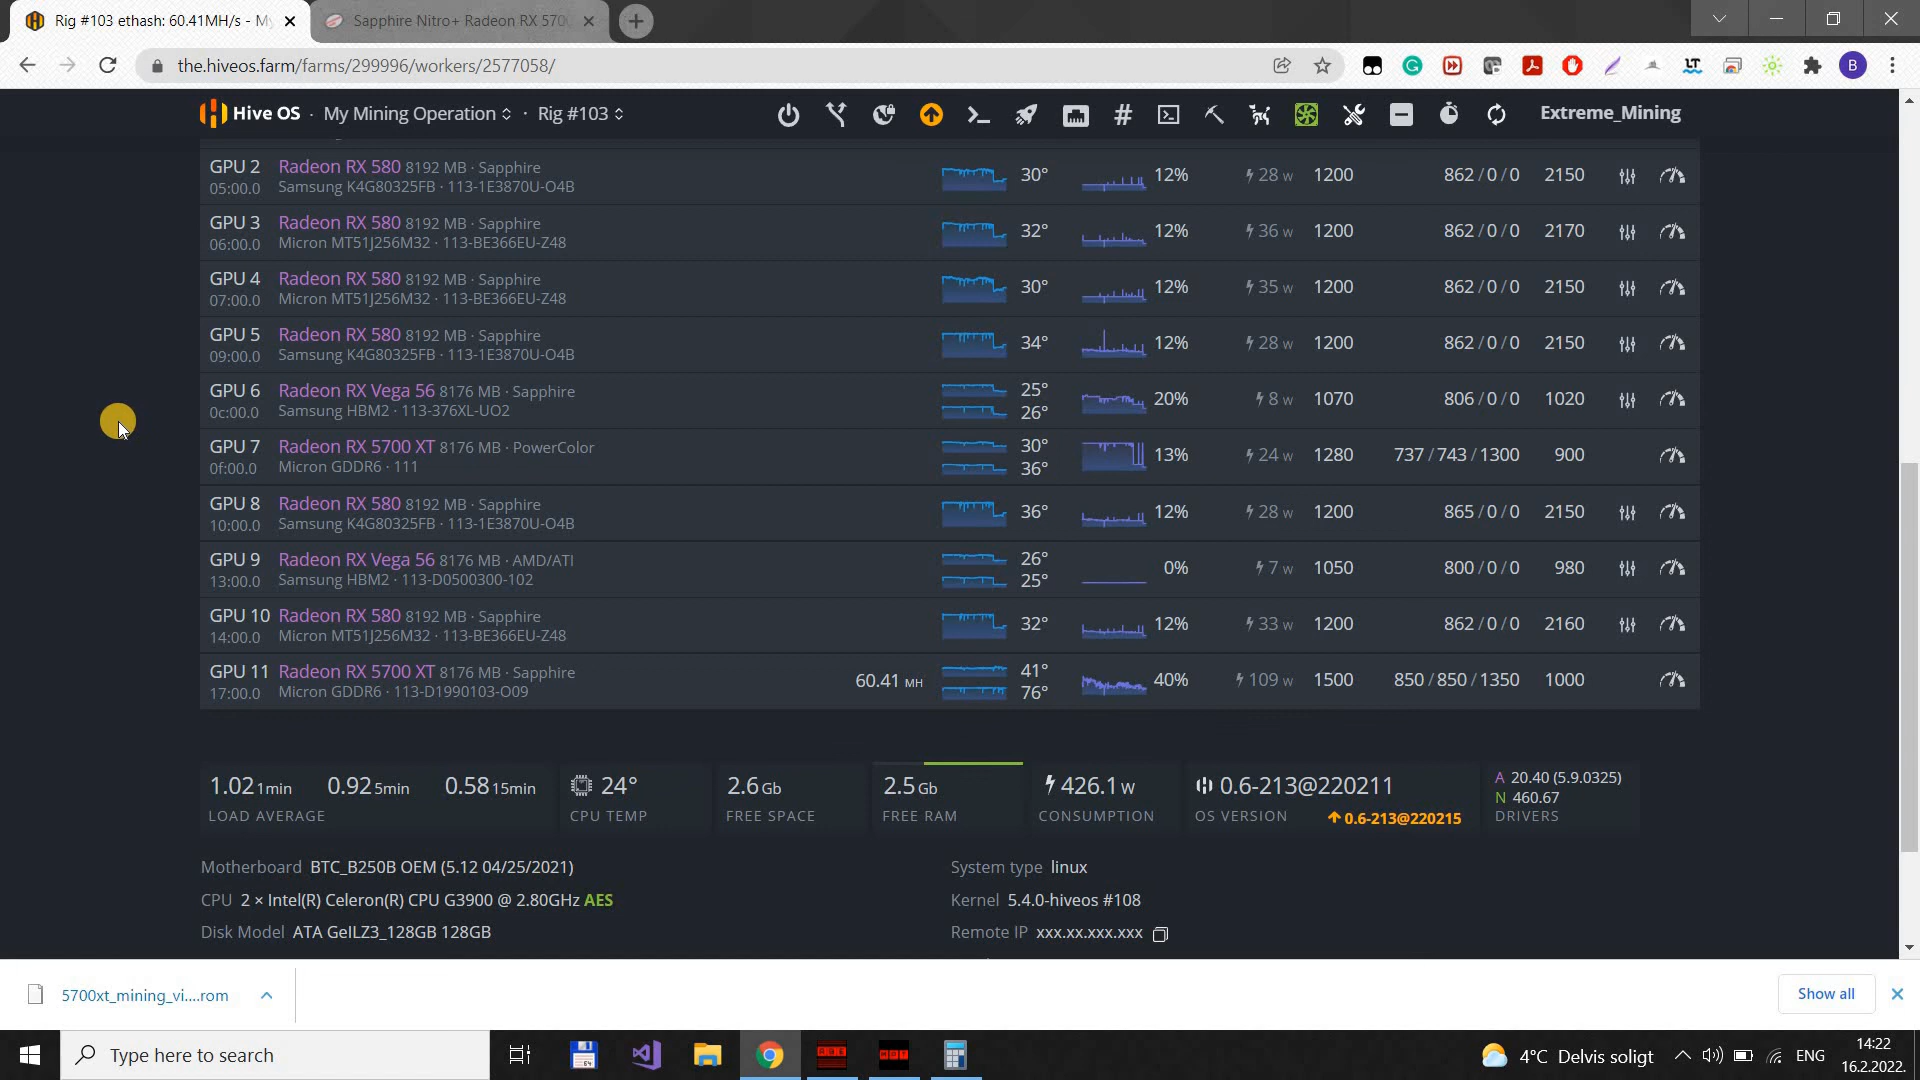 Rig #103 ethash: 60.41MH/s - My
Sapphire Nitro+ Radeon RX 570
the.hiveos.farm/farms/299996/workers/2577058/
B
Hive OS · My Mining Operation · Rig #103
Extreme_Mining
GPU 2 Radeon RX 580 8192 MB · Sapphire 30° 12% 28 w 1200 862 / 0 / 0 2150
05:00.0 Samsung K4G80325FB · 113-1E3870U-O4B
GPU 3 Radeon RX 580 8192 MB · Sapphire 32° 12% 36 w 1200 862 / 0 / 0 2170
06:00.0 Micron MT51J256M32 · 113-BE366EU-Z48
GPU 4 Radeon RX 580 8192 MB · Sapphire 30° 12% 35 w 1200 862 / 0 / 0 2150
07:00.0 Micron MT51J256M32 · 113-BE366EU-Z48
GPU 5 Radeon RX 580 8192 MB · Sapphire 34° 12% 28 w 1200 862 / 0 / 0 2150
09:00.0 Samsung K4G80325FB · 113-1E3870U-O4B
GPU 6 Radeon RX Vega 56 8176 MB · Sapphire 25° 20% 8 w 1070 806 / 0 / 0 1020
0c:00.0 Samsung HBM2 · 113-376XL-UO2 26°
GPU 7 Radeon RX 5700 XT 8176 MB · PowerColor 30° 13% 24 w 1280 737 / 743 / 1300 900
0f:00.0 Micron GDDR6 · 111 36°
GPU 8 Radeon RX 580 8192 MB · Sapphire 36° 12% 28 w 1200 865 / 0 / 0 2150
10:00.0 Samsung K4G80325FB · 113-1E3870U-O4B
GPU 9 Radeon RX Vega 56 8176 MB · AMD/ATI 26° 0% 7 w 1050 800 / 0 / 0 980
13:00.0 Samsung HBM2 · 113-D0500300-102 25°
GPU 10 Radeon RX 580 8192 MB · Sapphire 32° 12% 33 w 1200 862 / 0 / 0 2160
14:00.0 Micron MT51J256M32 · 113-BE366EU-Z48
GPU 11 Radeon RX 5700 XT 8176 MB · Sapphire 60.41 MH 41° 40% 109 w 1500 850 / 850 / 1350 1000
17:00.0 Micron GDDR6 · 113-D1990103-O09 76°
1.02 1min 0.92 5min 0.58 15min 24° 2.6 Gb 2.5 Gb 426.1 w 0.6-213@220211 A 20.40 (5.9.0325)
N 460.67
LOAD AVERAGE CPU TEMP FREE SPACE FREE RAM CONSUMPTION OS VERSION 0.6-213@220215 DRIVERS
Motherboard BTC_B250B OEM (5.12 04/25/2021) System type linux
CPU 2 × Intel(R) Celeron(R) CPU G3900 @ 2.80GHz AES Kernel 5.4.0-hiveos #108
Disk Model ATA GeILZ3_128GB 128GB Remote IP xxx.xx.xxx.xxx
5700xt_mining_vi....rom
Show all
Type here to search
4°C Delvis soligt
ENG
14:22
16.2.2022.